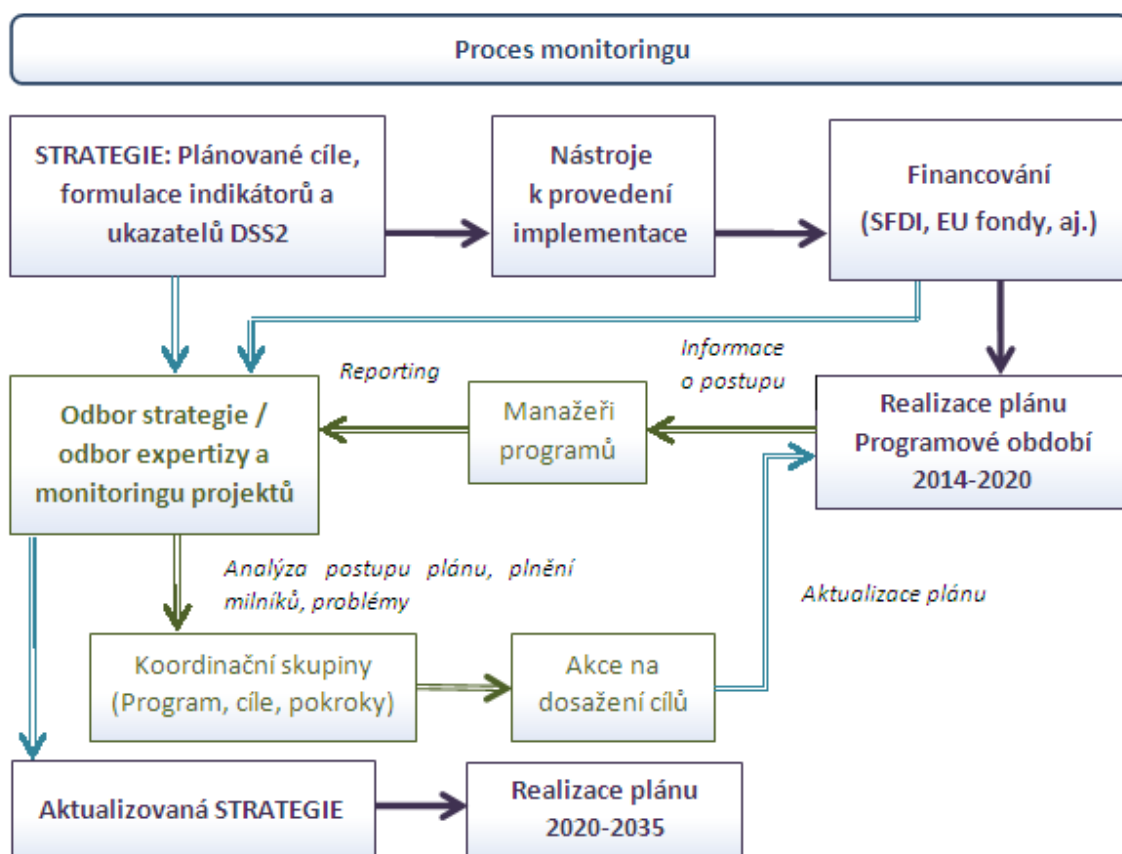 Proces monitoringu
STRATEGIE: Plánované cíle,
formulace indikátorů a
ukazatelů DSS2
Nástroje
k provedení
implementace
Financování
(SFDI, EU fondy, aj.)
Reporting
Informace
o postupu
Odbor strategie /
odbor expertizy a
monitoringu projektů
Manažeři
programů
Realizace plánu
Programové období
2014-2020
Analýza postupu plánu, plnění
milníků, problémy
Aktualizace plánu
Koordinační skupiny
(Program, cíle, pokroky)
Akce na
dosažení cílů
Aktualizovaná STRATEGIE
Realizace plánu
2020-2035